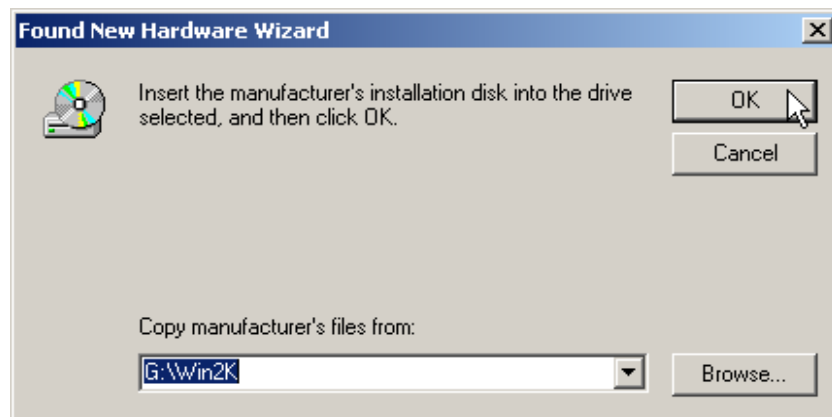 Found New Hardware Wizard
Insert the manufacturer's installation disk into the drive
selected, and then click OK.
OK
Cancel
Copy manufacturer's files from:
G:\Win2K
Browse...